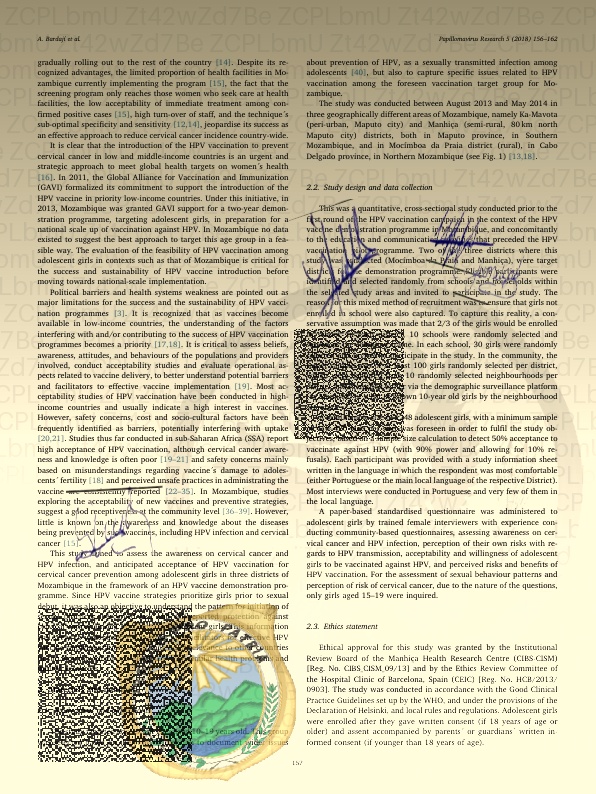 A. Bardají et al.
Papillomavirus Research 5 (2018) 156–162
gradually rolling out to the rest of the country [14]. Despite its re-
cognized advantages, the limited proportion of health facilities in Mo-
zambique currently implementing the program [15], the fact that the
screening program only reaches those women who seek care at health
facilities, the low acceptability of immediate treatment among con-
firmed positive cases [15], high turn-over of staff, and the technique's
sub-optimal specificity and sensitivity [12,14], jeopardise its success as
an effective approach to reduce cervical cancer incidence country-wide.
It is clear that the introduction of the HPV vaccination to prevent
cervical cancer in low and middle-income countries is an urgent and
strategic approach to meet global health targets on women's health
[16]. In 2011, the Global Alliance for Vaccination and Immunization
(GAVI) formalized its commitment to support the introduction of the
HPV vaccine in priority low-income countries. Under this initiative, in
2013, Mozambique was granted GAVI support for a two-year demon-
stration programme, targeting adolescent girls, in preparation for a
national scale up of vaccination against HPV. In Mozambique no data
existed to suggest the best approach to target this age group in a fea-
sible way. The evaluation of the feasibility of HPV vaccination among
adolescent girls in contexts such as that of Mozambique is critical for
the success and sustainability of HPV vaccine introduction before
moving towards national-scale implementation.
Political barriers and health systems weakness are pointed out as
major limitations for the success and the sustainability of HPV vacci-
nation programmes [3]. It is recognized that as vaccines become
available in low-income countries, the understanding of the factors
interfering with and/or contributing to the success of HPV vaccination
programmes becomes a priority [17,18]. It is critical to assess beliefs,
awareness, attitudes, and behaviours of the populations and providers
involved, conduct acceptability studies and evaluate operational as-
pects related to vaccine delivery, to better understand potential barriers
and facilitators to effective vaccine implementation [19]. Most ac-
ceptability studies of HPV vaccination have been conducted in high-
income countries and usually indicate a high interest in vaccines.
However, safety concerns, cost and socio-cultural factors have been
frequently identified as barriers, potentially interfering with uptake
[20,21]. Studies thus far conducted in sub-Saharan Africa (SSA) report
high acceptance of HPV vaccination, although cervical cancer aware-
ness and knowledge is often poor [19–21] and safety concerns mainly
based on misunderstandings regarding vaccine's damage to adoles-
cents' fertility [18] and perceived unsafe practices in administrating the
vaccine are consistently reported [22–35]. In Mozambique, studies
exploring the acceptability of new vaccines and preventive strategies,
suggest a good receptiveness at the community level [36–39]. However,
little is known on the awareness and knowledge about the diseases
being prevented by such vaccines, including HPV infection and cervical
cancer [15].
This study aimed to assess the awareness on cervical cancer and
HPV infection, and anticipated acceptance of HPV vaccination for
cervical cancer prevention among adolescent girls in three districts of
Mozambique in the framework of an HPV vaccine demonstration pro-
gramme. Since HPV vaccine strategies prioritize girls prior to sexual
debut, it was also an objective to understand the pattern for initiation of
against
girls. This information
effective HPV
countries
health and
10–19 years old. This group
to document wider issues
about prevention of HPV, as a sexually transmitted infection among
adolescents [40], but also to capture specific issues related to HPV
vaccination among the foreseen vaccination target group for Mo-
zambique.
The study was conducted between August 2013 and May 2014 in
three geographically different areas of Mozambique, namely Ka-Mavota
(peri-urban, Maputo city) and Manhiça (semi-rural, 80 km north
Maputo city) districts, both in Maputo province, in Southern
Mozambique, and in Mocímboa da Praia district (rural), in Cabo
Delgado province, in Northern Mozambique (see Fig. 1) [13,18].
2.2. Study design and data collection
This was a quantitative, cross-sectional study conducted prior to the
first round of the HPV vaccination campaign in the context of the HPV
vaccine demonstration programme in Mozambique, and concomitantly
to the and communication that preceded the HPV
vaccination programme. Two of three districts where this
study was conducted (Mocímboa da Praia and Manhiça), were target
districts the demonstration programme. Eligible participants were
identified and selected randomly from schools and households within
the selected study areas and invited to participate in the study. The
reason for this mixed method of recruitment was to ensure that girls not
enrolled in school were also captured. To capture this reality, a con-
servative assumption was made that 2/3 of the girls would be enrolled
10 schools were randomly selected and
In each school, 30 girls were randomly
participate in the study. In the community, the
100 girls randomly selected per district,
10 randomly selected neighbourhoods per
via the demographic surveillance platform
10-year old girls by the neighbourhood
48 adolescent girls, with a minimum sample
was foreseen in order to fulfil the study ob-
jectives, based on a sample size calculation to detect 50% acceptance to
vaccinate against HPV (with 90% power and allowing for 10% re-
fusals). Each participant was provided with a study information sheet
written in the language in which the respondent was most comfortable
(either Portuguese or the main local language of the respective District).
Most interviews were conducted in Portuguese and very few of them in
the local language.
A paper-based standardised questionnaire was administered to
adolescent girls by trained female interviewers with experience con-
ducting community-based questionnaires, assessing awareness on cer-
vical cancer and HPV infection, perception of their own risks with re-
gards to HPV transmission, acceptability and willingness of adolescent
girls to be vaccinated against HPV, and perceived risks and benefits of
HPV vaccination. For the assessment of sexual behaviour patterns and
perception of risk of cervical cancer, due to the nature of the questions,
only girls aged 15–19 were inquired.
2.3. Ethics statement
Ethical approval for this study was granted by the Institutional
Review Board of the Manhiça Health Research Centre (CIBS-CISM)
[Reg. No. CIBS_CISM_09/13] and by the Ethics Review Committee of
the Hospital Clinic of Barcelona, Spain (CEIC) [Reg. No. HCB/2013/
0903]. The study was conducted in accordance with the Good Clinical
Practice Guidelines set up by the WHO, and under the provisions of the
Declaration of Helsinki, and local rules and regulations. Adolescent girls
were enrolled after they gave written consent (if 18 years of age or
older) and assent accompanied by parents' or guardians' written in-
formed consent (if younger than 18 years of age).
157